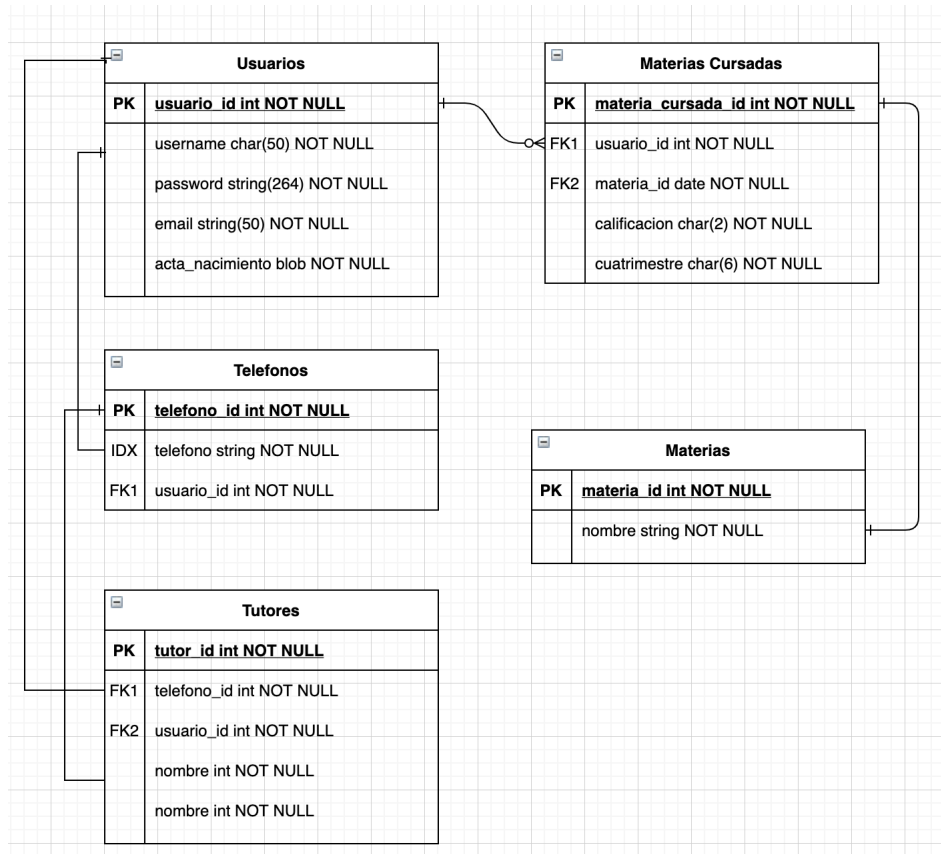 Usuarios
PK usuario_id int NOT NULL
username char(50) NOT NULL
password string(264) NOT NULL
email string(50) NOT NULL
acta_nacimiento blob NOT NULL
Materias Cursadas
PK materia_cursada_id int NOT NULL
FK1 usuario_id int NOT NULL
FK2 materia_id date NOT NULL
calificacion char(2) NOT NULL
cuatrimestre char(6) NOT NULL
Telefonos
PK telefono_id int NOT NULL
IDX telefono string NOT NULL
FK1 usuario_id int NOT NULL
Materias
PK materia_id int NOT NULL
nombre string NOT NULL
Tutores
PK tutor_id int NOT NULL
FK1 telefono_id int NOT NULL
FK2 usuario_id int NOT NULL
nombre int NOT NULL
nombre int NOT NULL